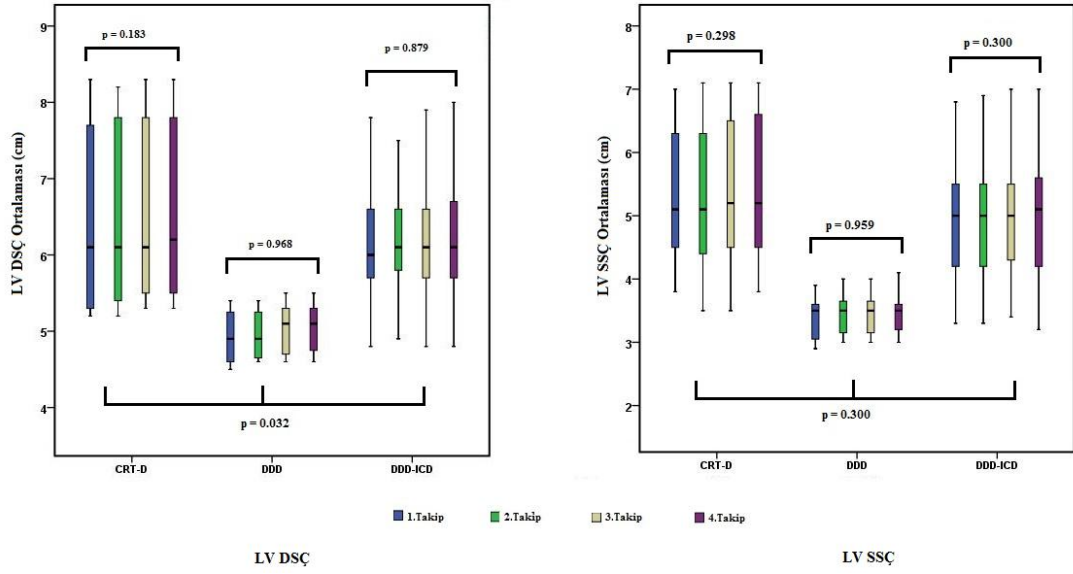 LV DSÇ Ortalaması (cm)
9
8
7
6
5
4
p = 0.183
p = 0.968
p = 0.879
p = 0.032
CRT-D
DDD
DDD-ICD
LV SSÇ Ortalaması (cm)
8
7
6
5
4
3
2
p = 0.298
p = 0.959
p = 0.300
p = 0.300
CRT-D
DDD
DDD-ICD
1.Takip
2.Takip
3.Takip
4.Takip
LV DSÇ
LV SSÇ